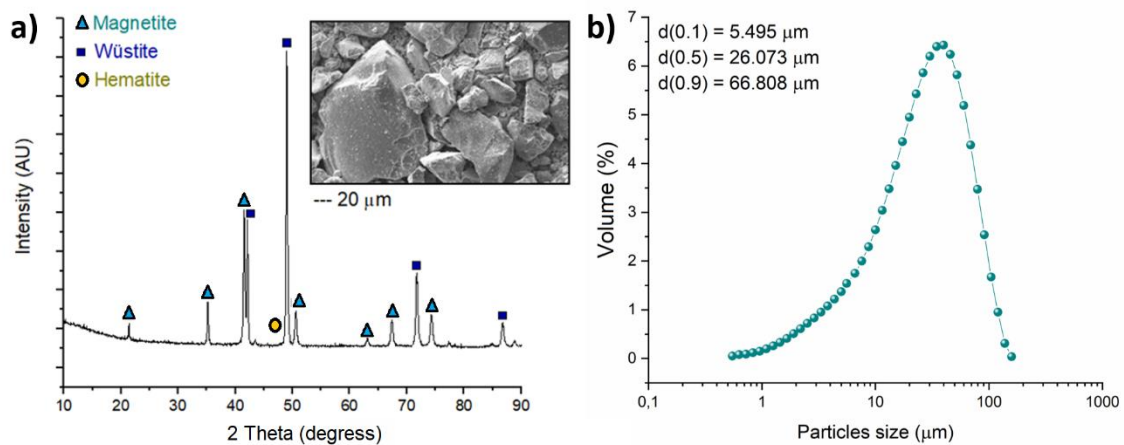 a)
Magnetite
Wüstite
Hematite
Intensity (AU)
--- 20 μm
10 20 30 40 50 60 70 80 90
2 Theta (degress)
b)
d(0.1) = 5.495 μm
d(0.5) = 26.073 μm
d(0.9) = 66.808 μm
Volume (%)
7
6
5
4
3
2
1
0
0,1 1 10 100 1000
Particles size (μm)